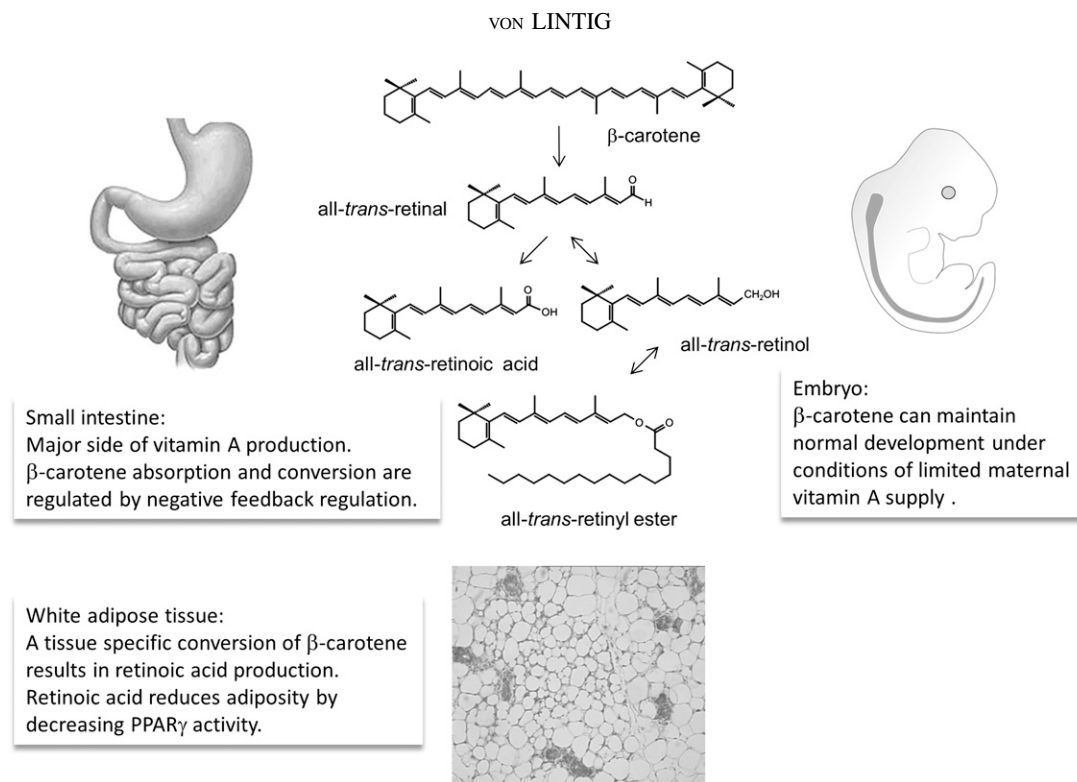 VON LINTIG
β-carotene
all-trans-retinal
O
H
O
OH
CH₂OH
all-trans-retinoic acid
all-trans-retinol
O
O
all-trans-retinyl ester
Small intestine:
Major side of vitamin A production.
β-carotene absorption and conversion are
regulated by negative feedback regulation.
Embryo:
β-carotene can maintain
normal development under
conditions of limited maternal
vitamin A supply .
White adipose tissue:
A tissue specific conversion of β-carotene
results in retinoic acid production.
Retinoic acid reduces adiposity by
decreasing PPARγ activity.